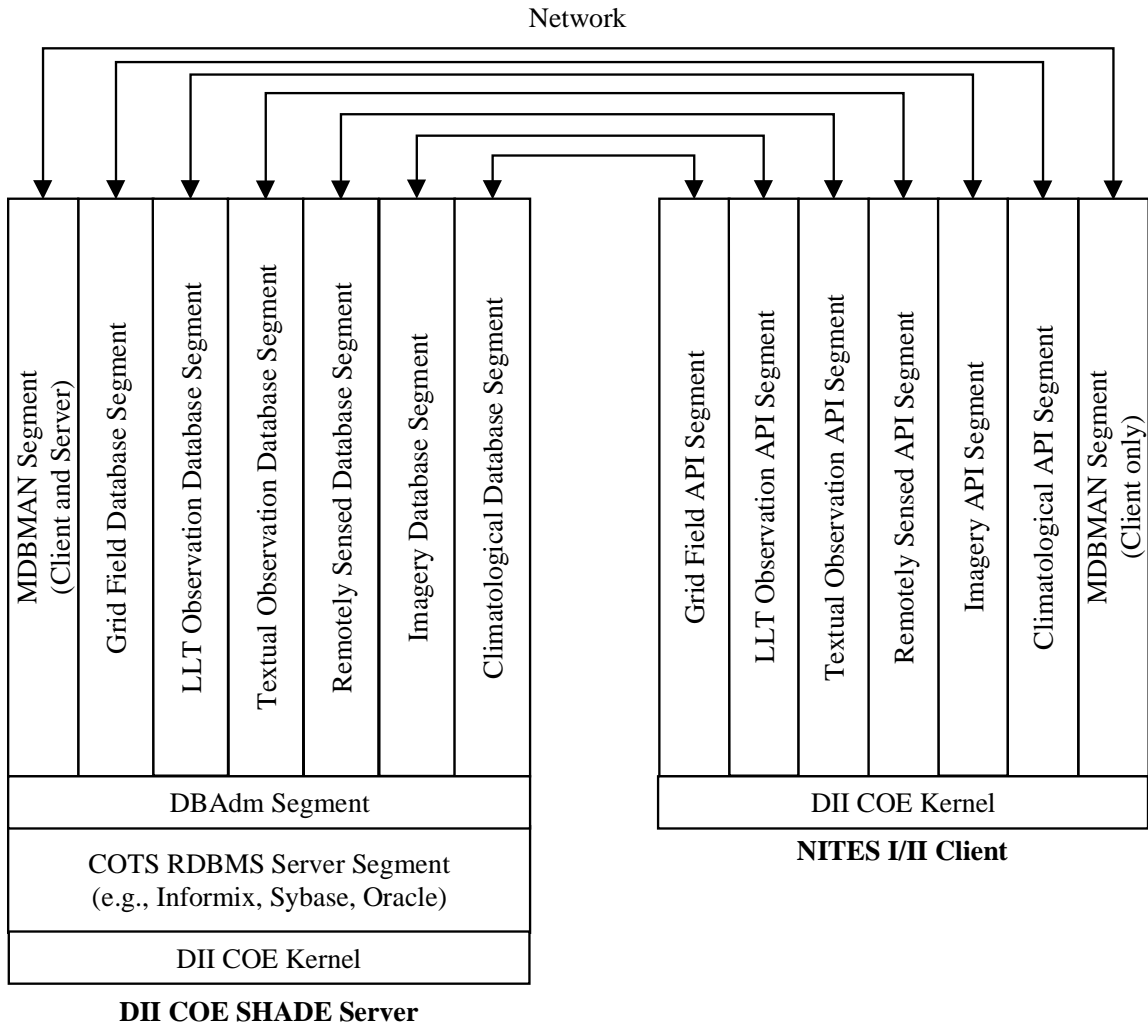 Network
MDBMAN Segment
(Client and Server)
Grid Field Database Segment
LLT Observation Database Segment
Textual Observation Database Segment
Remotely Sensed Database Segment
Imagery Database Segment
Climatological Database Segment
Grid Field API Segment
LLT Observation API Segment
Textual Observation API Segment
Remotely Sensed API Segment
Imagery API Segment
Climatological API Segment
MDBMAN Segment
(Client only)
DBAdm Segment
COTS RDBMS Server Segment
(e.g., Informix, Sybase, Oracle)
DII COE Kernel
DII COE SHADE Server
DII COE Kernel
NITES I/II Client